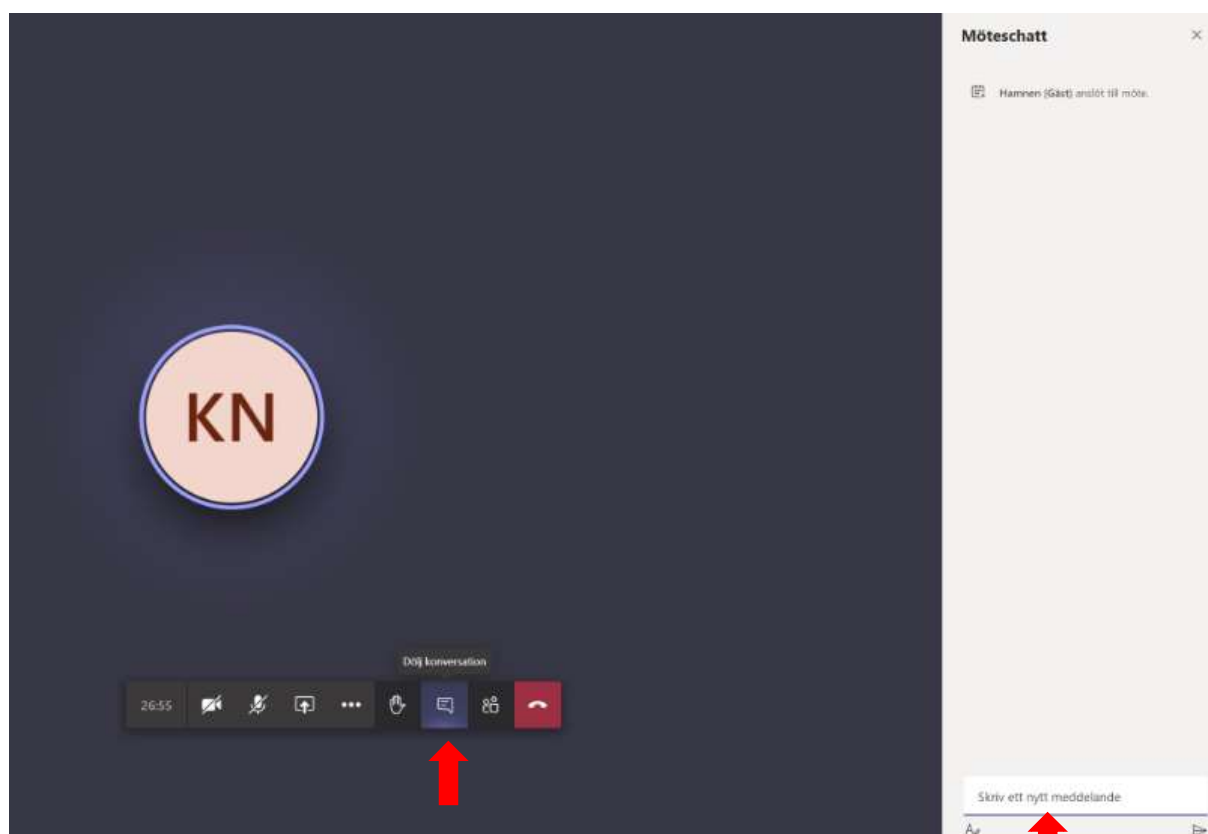 Möteschatt
Hamnen (Gäst) anslöt till möte.
KN
Dölj konversation
26:55
Skriv ett nytt meddelande